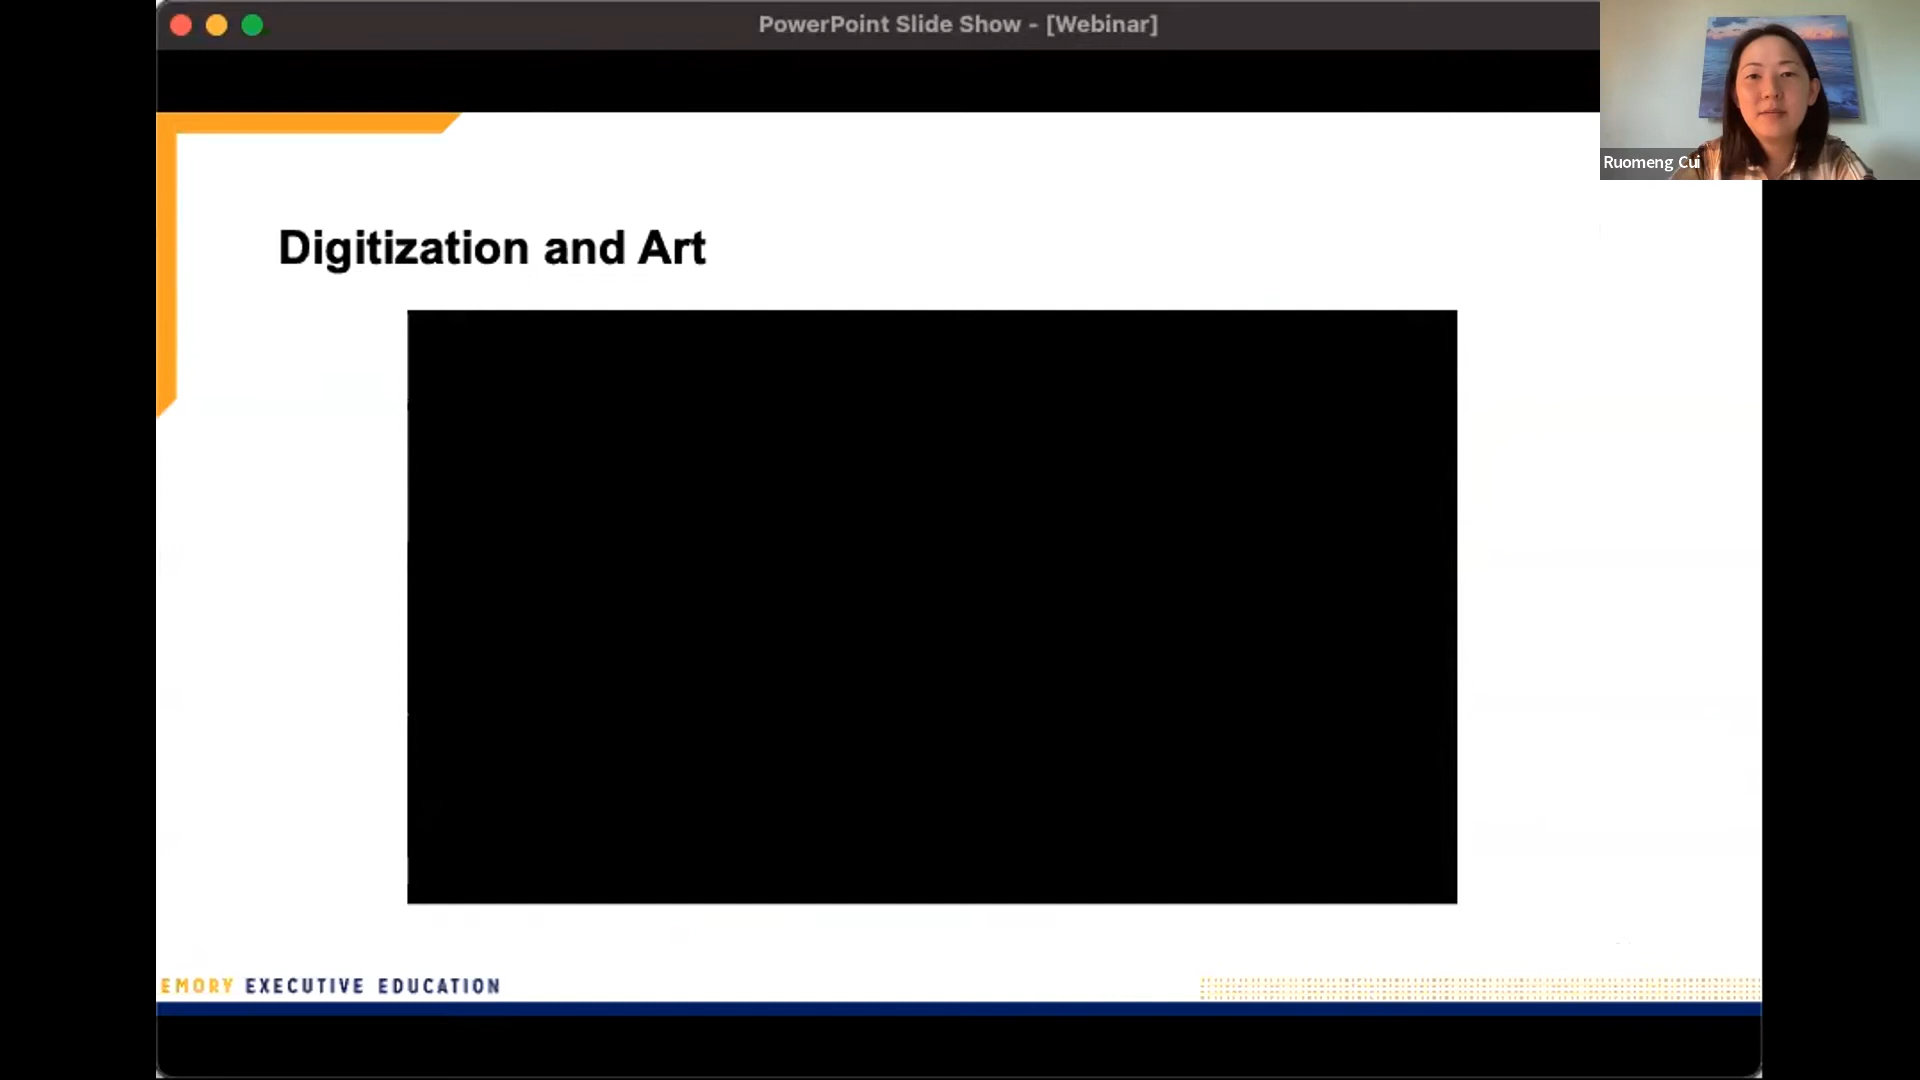 PowerPoint Slide Show - [Webinar]
Ruomeng Cui
Digitization and Art
EMORY EXECUTIVE EDUCATION